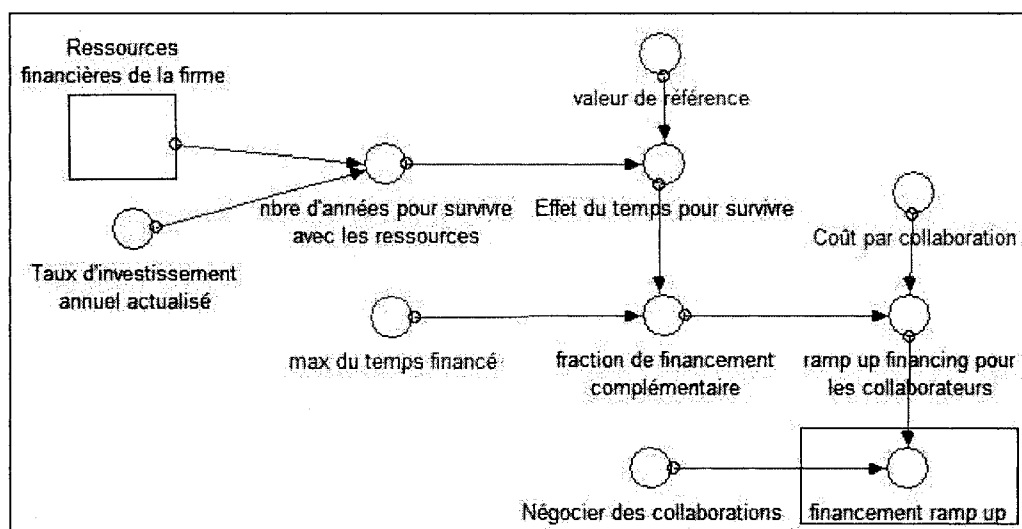 Ressources
financières de la firme
valeur de référence
nbre d'années pour survivre
avec les ressources
Effet du temps pour survivre
Coût par collaboration
Taux d'investissement
annuel actualisé
max du temps financé
fraction de financement
complémentaire
ramp up financing pour
les collaborateurs
Négocier des collaborations
financement ramp up